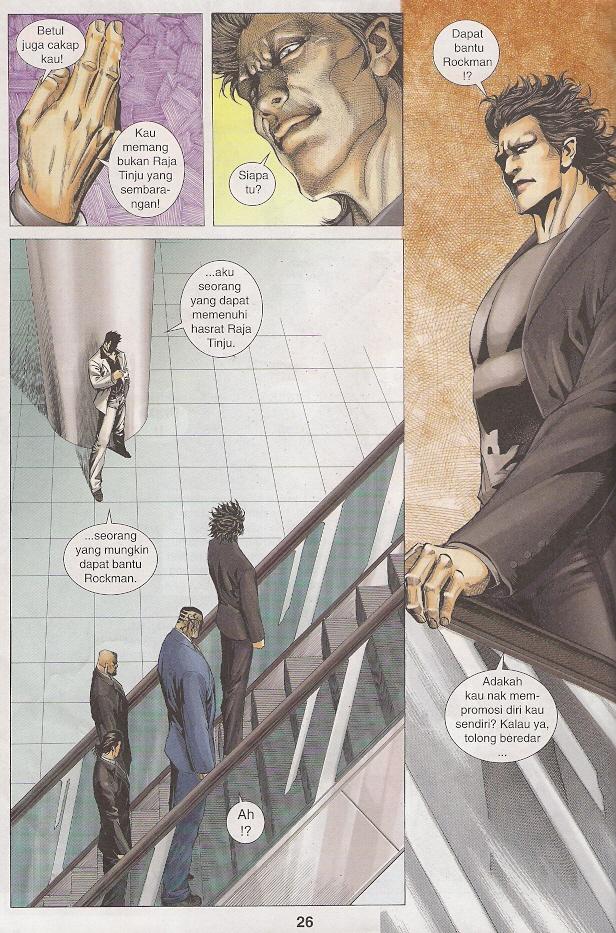 Betul
juga cakap
kau!
Kau
memang
bukan Raja
Tinju yang
sembara-
ngan!
Siapa
tu?
Dapat
bantu
Rockman
!?
...aku
seorang
yang dapat
memenuhi
hasrat Raja
Tinju.
...seorang
yang mungkin
dapat bantu
Rockman.
Ah
!?
Adakah
kau nak mem-
promosi diri kau
sendiri? Kalau ya,
tolong beredar
...
26